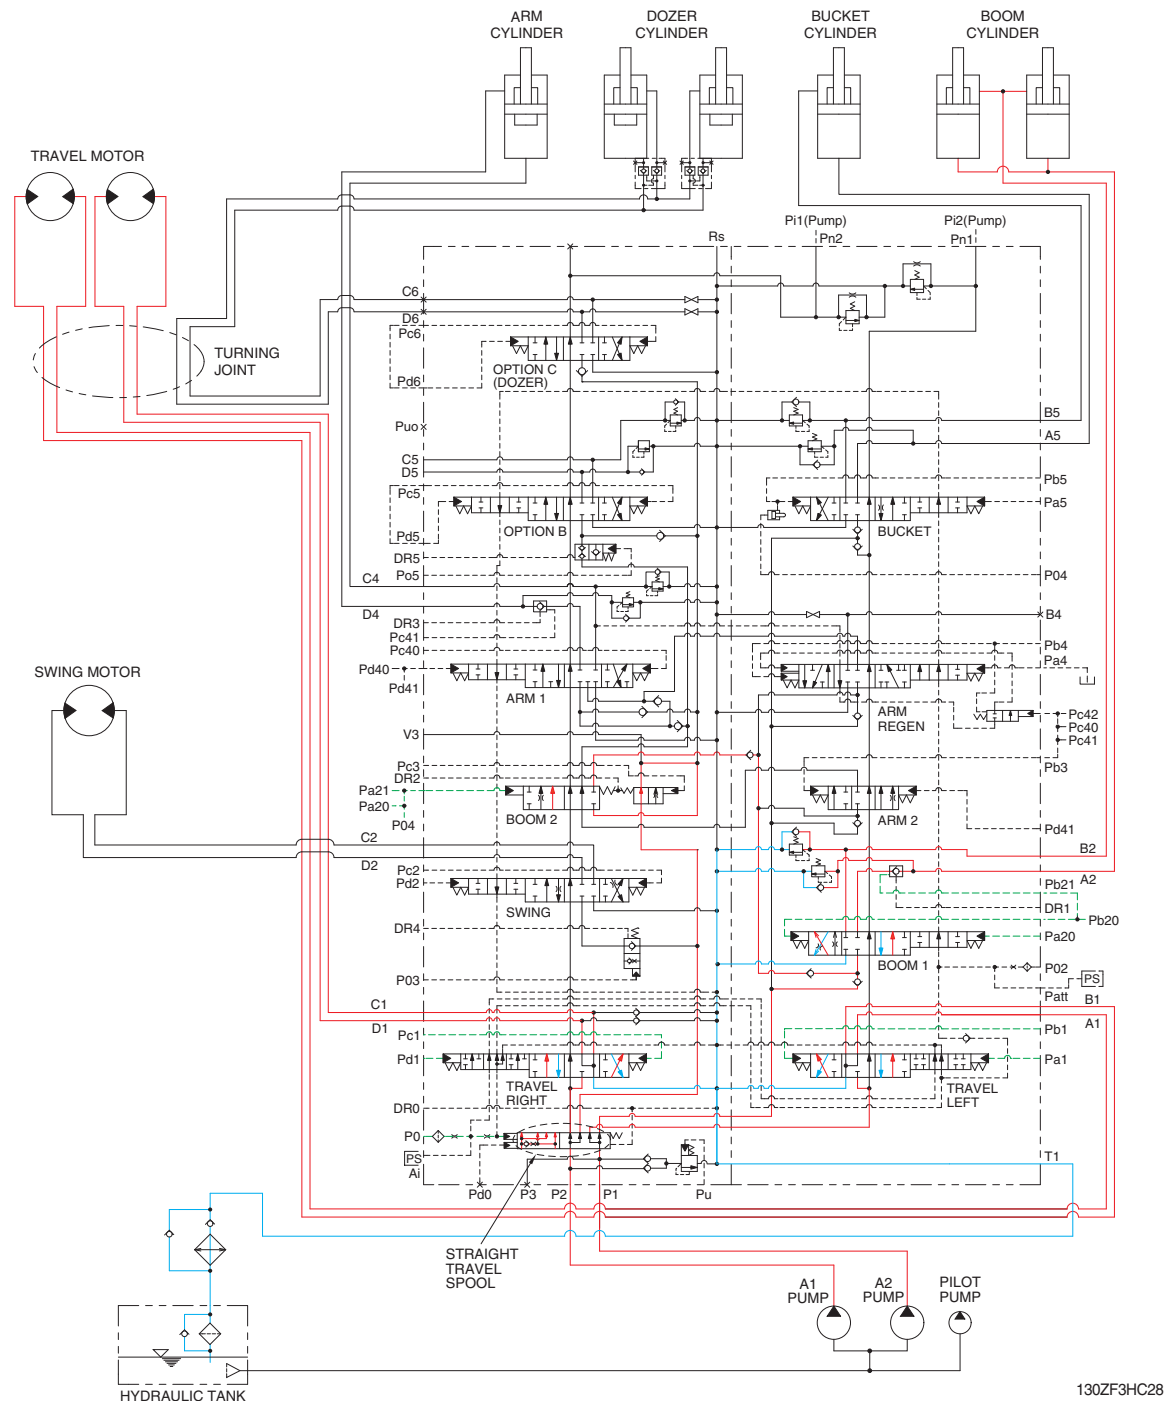 ARM
CYLINDER
DOZER
CYLINDER
BUCKET
CYLINDER
BOOM
CYLINDER
TRAVEL MOTOR
TURNING
JOINT
Pi1(Pump)
Pn2
Pi2(Pump)
Pn1
Rs
C6
D6
Pc6
Pd6
OPTION C
(DOZER)
Puo
B5
A5
C5
D5
Pc5
Pd5
OPTION B
Pb5
Pa5
BUCKET
DR5
Po5
C4
D4
P04
DR3
Pc41
Pc40
Pd40
Pd41
ARM 1
B4
Pb4
Pa4
ARM
REGEN
Pc42
Pc40
Pc41
SWING MOTOR
V3
Pc3
DR2
Pa21
Pa20
P04
BOOM 2
Pb3
ARM 2
Pd41
C2
D2
Pc2
Pd2
SWING
B2
A2
Pb21
DR1
Pb20
Pa20
BOOM 1
DR4
P03
P02
PS
Patt
C1
D1
Pc1
Pd1
TRAVEL
RIGHT
B1
A1
Pb1
Pa1
TRAVEL
LEFT
DR0
P0
PS
Ai
Pd0
P3
P2
P1
Pu
T1
STRAIGHT
TRAVEL
SPOOL
A1
PUMP
A2
PUMP
PILOT
PUMP
HYDRAULIC TANK
130ZF3HC28